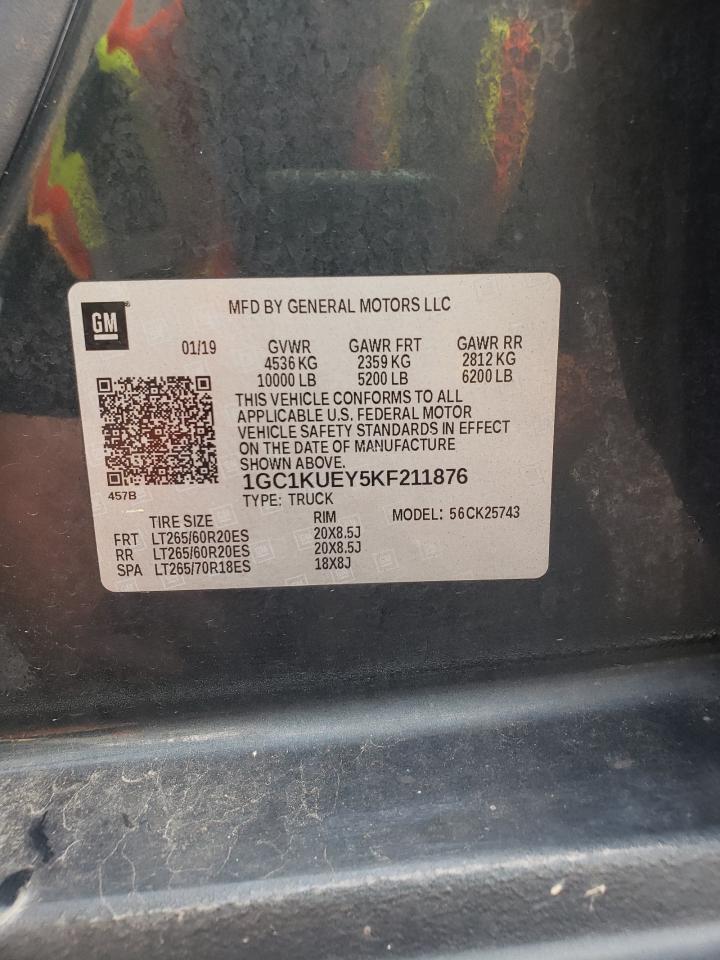 GM
MFD BY GENERAL MOTORS LLC
01/19 GVWR GAWR FRT GAWR RR
4536 KG 2359 KG 2812 KG
10000 LB 5200 LB 6200 LB
THIS VEHICLE CONFORMS TO ALL
APPLICABLE U.S. FEDERAL MOTOR
VEHICLE SAFETY STANDARDS IN EFFECT
ON THE DATE OF MANUFACTURE
SHOWN ABOVE.
457B
1GC1KUEY5KF211876
TYPE: TRUCK
TIRE SIZE RIM MODEL: 56CK25743
FRT LT265/60R20ES 20X8.5J
RR LT265/60R20ES 20X8.5J
SPA LT265/70R18ES 18X8J